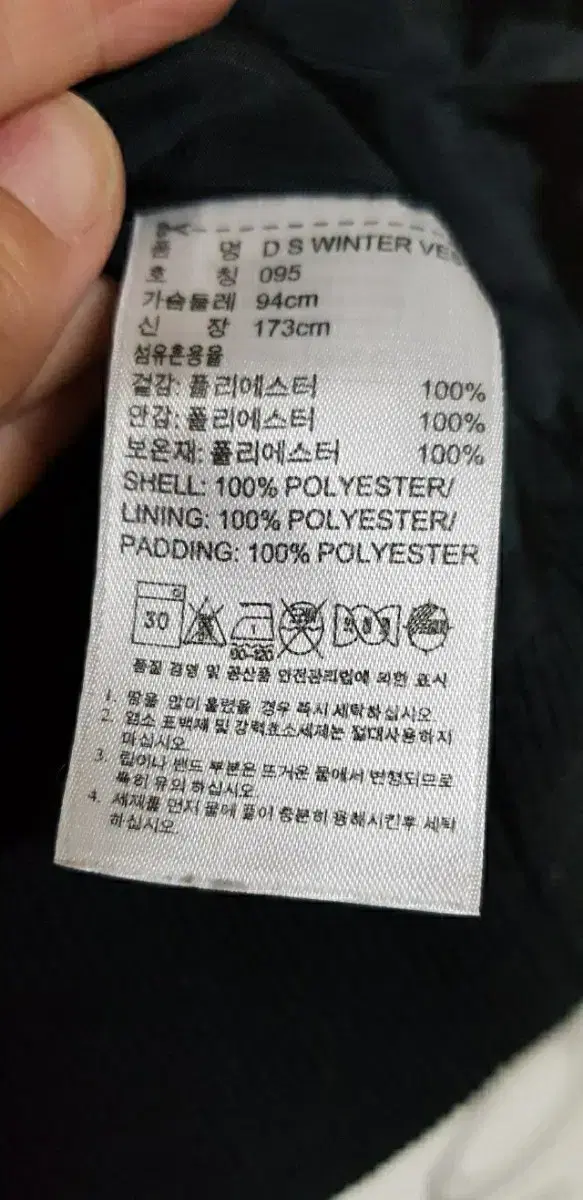 품 명 D S WINTER VES
호 칭 095
가슴둘레 94cm
신 장 173cm
섬유혼용율
겉감: 폴리에스터 100%
안감: 폴리에스터 100%
보온재: 폴리에스터 100%
SHELL: 100% POLYESTER/
LINING: 100% POLYESTER/
PADDING: 100% POLYESTER
30
80-120
품질 경영 및 공산품 안전관리법에 의한 표시
1. 땀을 많이 흘렸을 경우 즉시 세탁하십시오.
2. 염소 표백제 및 강력효소세제는 절대사용하지
마십시오.
3. 립이나 밴드 부분은 뜨거운 물에서 변형되므로
특히 유의 하십시오.
4. 세제를 먼저 물에 풀어 충분히 용해시킨후 세탁
하십시오.